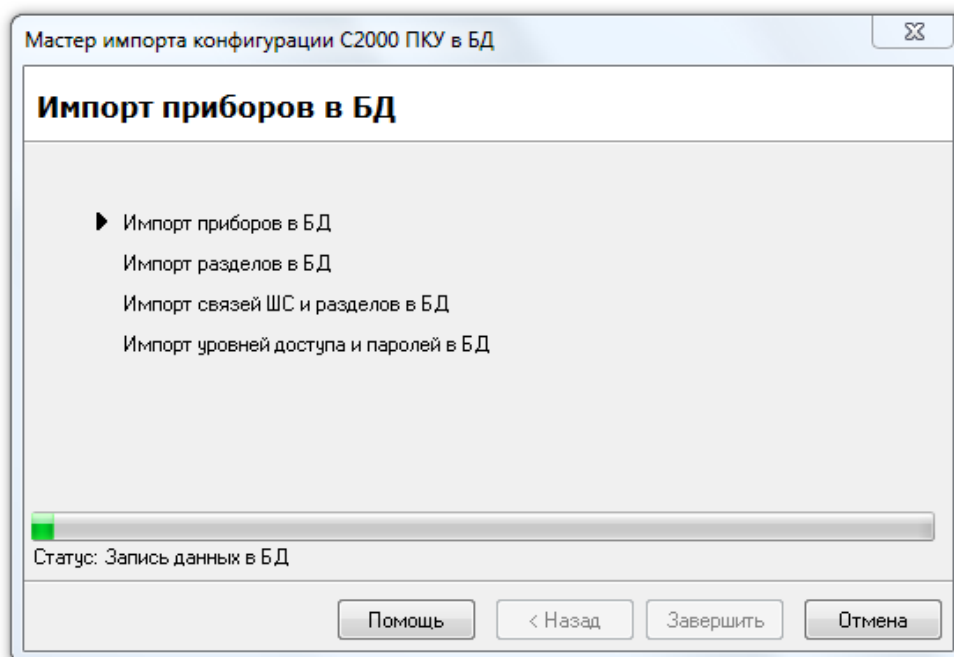 Мастер импорта конфигурации С2000 ПКУ в БД
Импорт приборов в БД
Импорт приборов в БД
Импорт разделов в БД
Импорт связей ШС и разделов в БД
Импорт уровней доступа и паролей в БД
Статус: Запись данных в БД
Помощь
< Назад
Завершить
Отмена